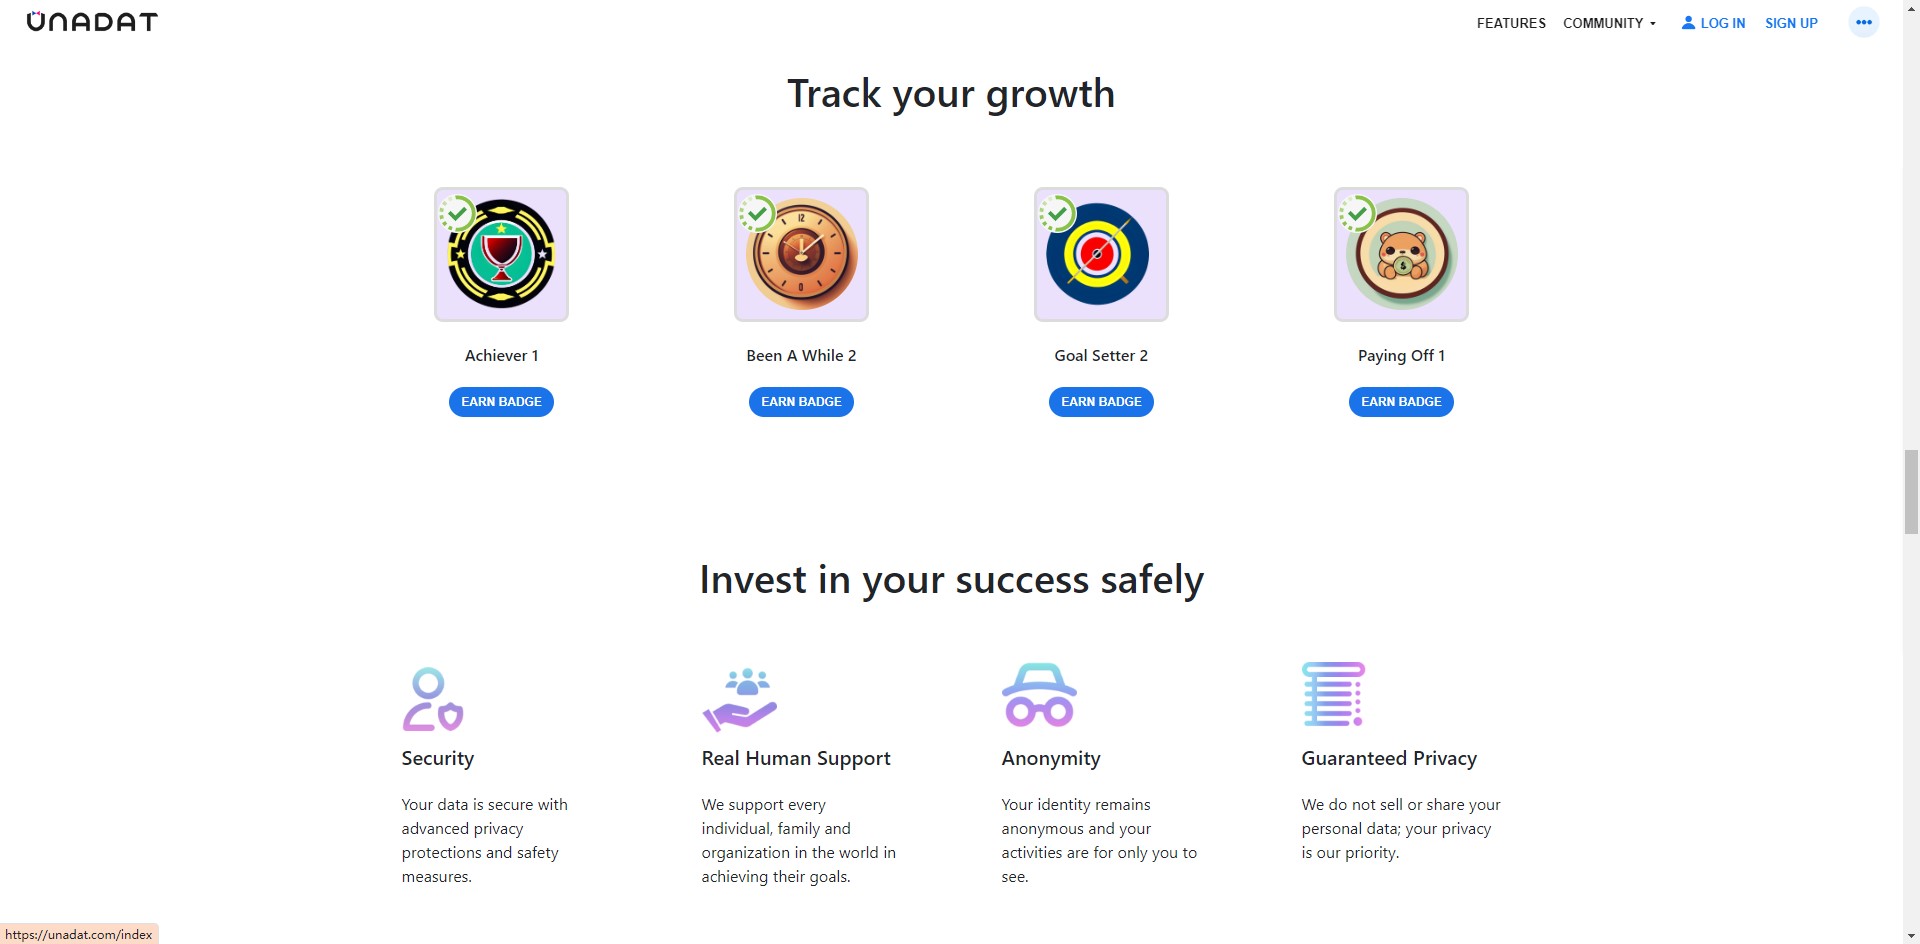 UNADAT
FEATURES COMMUNITY LOG IN SIGN UP
Track your growth
12
0
$
Achiever 1
Been A While 2
Goal Setter 2
Paying Off 1
EARN BADGE
EARN BADGE
EARN BADGE
EARN BADGE
Invest in your success safely
Security
Your data is secure with
advanced privacy
protections and safety
measures.
Real Human Support
We support every
individual, family and
organization in the world in
achieving their goals.
Anonymity
Your identity remains
anonymous and your
activities are for only you to
see.
Guaranteed Privacy
We do not sell or share your
personal data; your privacy
is our priority.
https://unadat.com/index